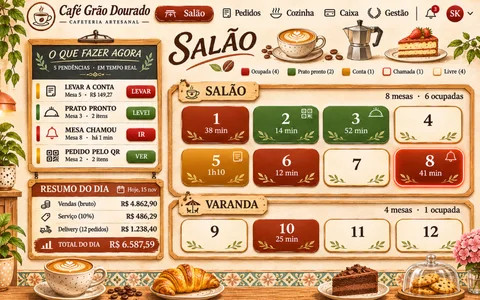 Café Grão Dourado
CAFETERIA ARTESANAL
Salão
Pedidos
Cozinha
Caixa
Gestão
3
SK
O QUE FAZER AGORA
5 PENDÊNCIAS · EM TEMPO REAL
LEVAR A CONTA
Mesa 5 · R$ 149,27
LEVAR
PRATO PRONTO
Mesa 3 · 2 itens
LEVEI
MESA CHAMOU
Mesa 8 · há 1 min
IR
PEDIDO PELO QR
Mesa 2 · 2 itens
VER
RESUMO DO DIA
Hoje, 15 nov
Vendas (bruto) R$ 4.862,90
Serviço (10%) R$ 486,29
Delivery (12 pedidos) R$ 1.238,40
TOTAL DO DIA R$ 6.587,59
SALÃO
Ocupada (4)
Prato pronto (2)
Conta (1)
Chamada (1)
Livre (4)
SALÃO
8 mesas · 6 ocupadas
1
38 min
2
14 min
3
52 min
4
5
1h10
6
12 min
7
8
41 min
VARANDA
4 mesas · 1 ocupada
9
10
25 min
11
12